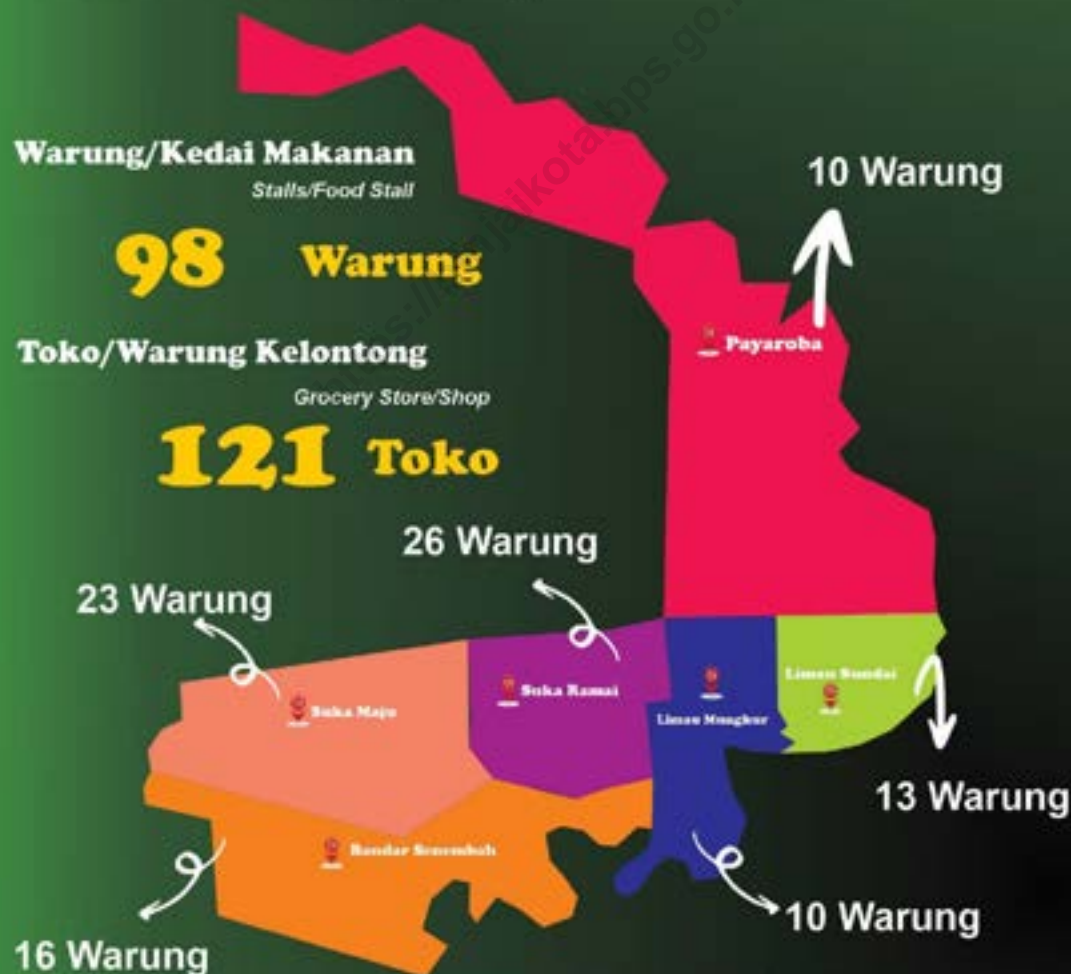 Warung/Kedai Makanan
Stalls/Food Stall
98 Warung
Toko/Warung Kelontong
Grocery Store/Shop
121 Toko
10 Warung
Payaroba
26 Warung
23 Warung
Suka Maju
Suka Ramai
Limau Mungkur
Limau Sundai
13 Warung
Bandar Senembah
10 Warung
16 Warung